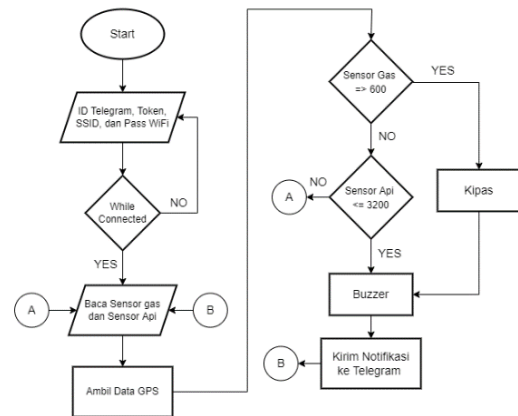 Start
ID Telegram, Token,
SSID, dan Pass WiFi
While
Connected
NO
YES
A
Baca Sensor gas
dan Sensor Api
B
Ambil Data GPS
Sensor Gas
=> 600
YES
NO
Sensor Api
<= 3200
NO
A
YES
Kipas
Buzzer
Kirim Notifikasi
ke Telegram
B